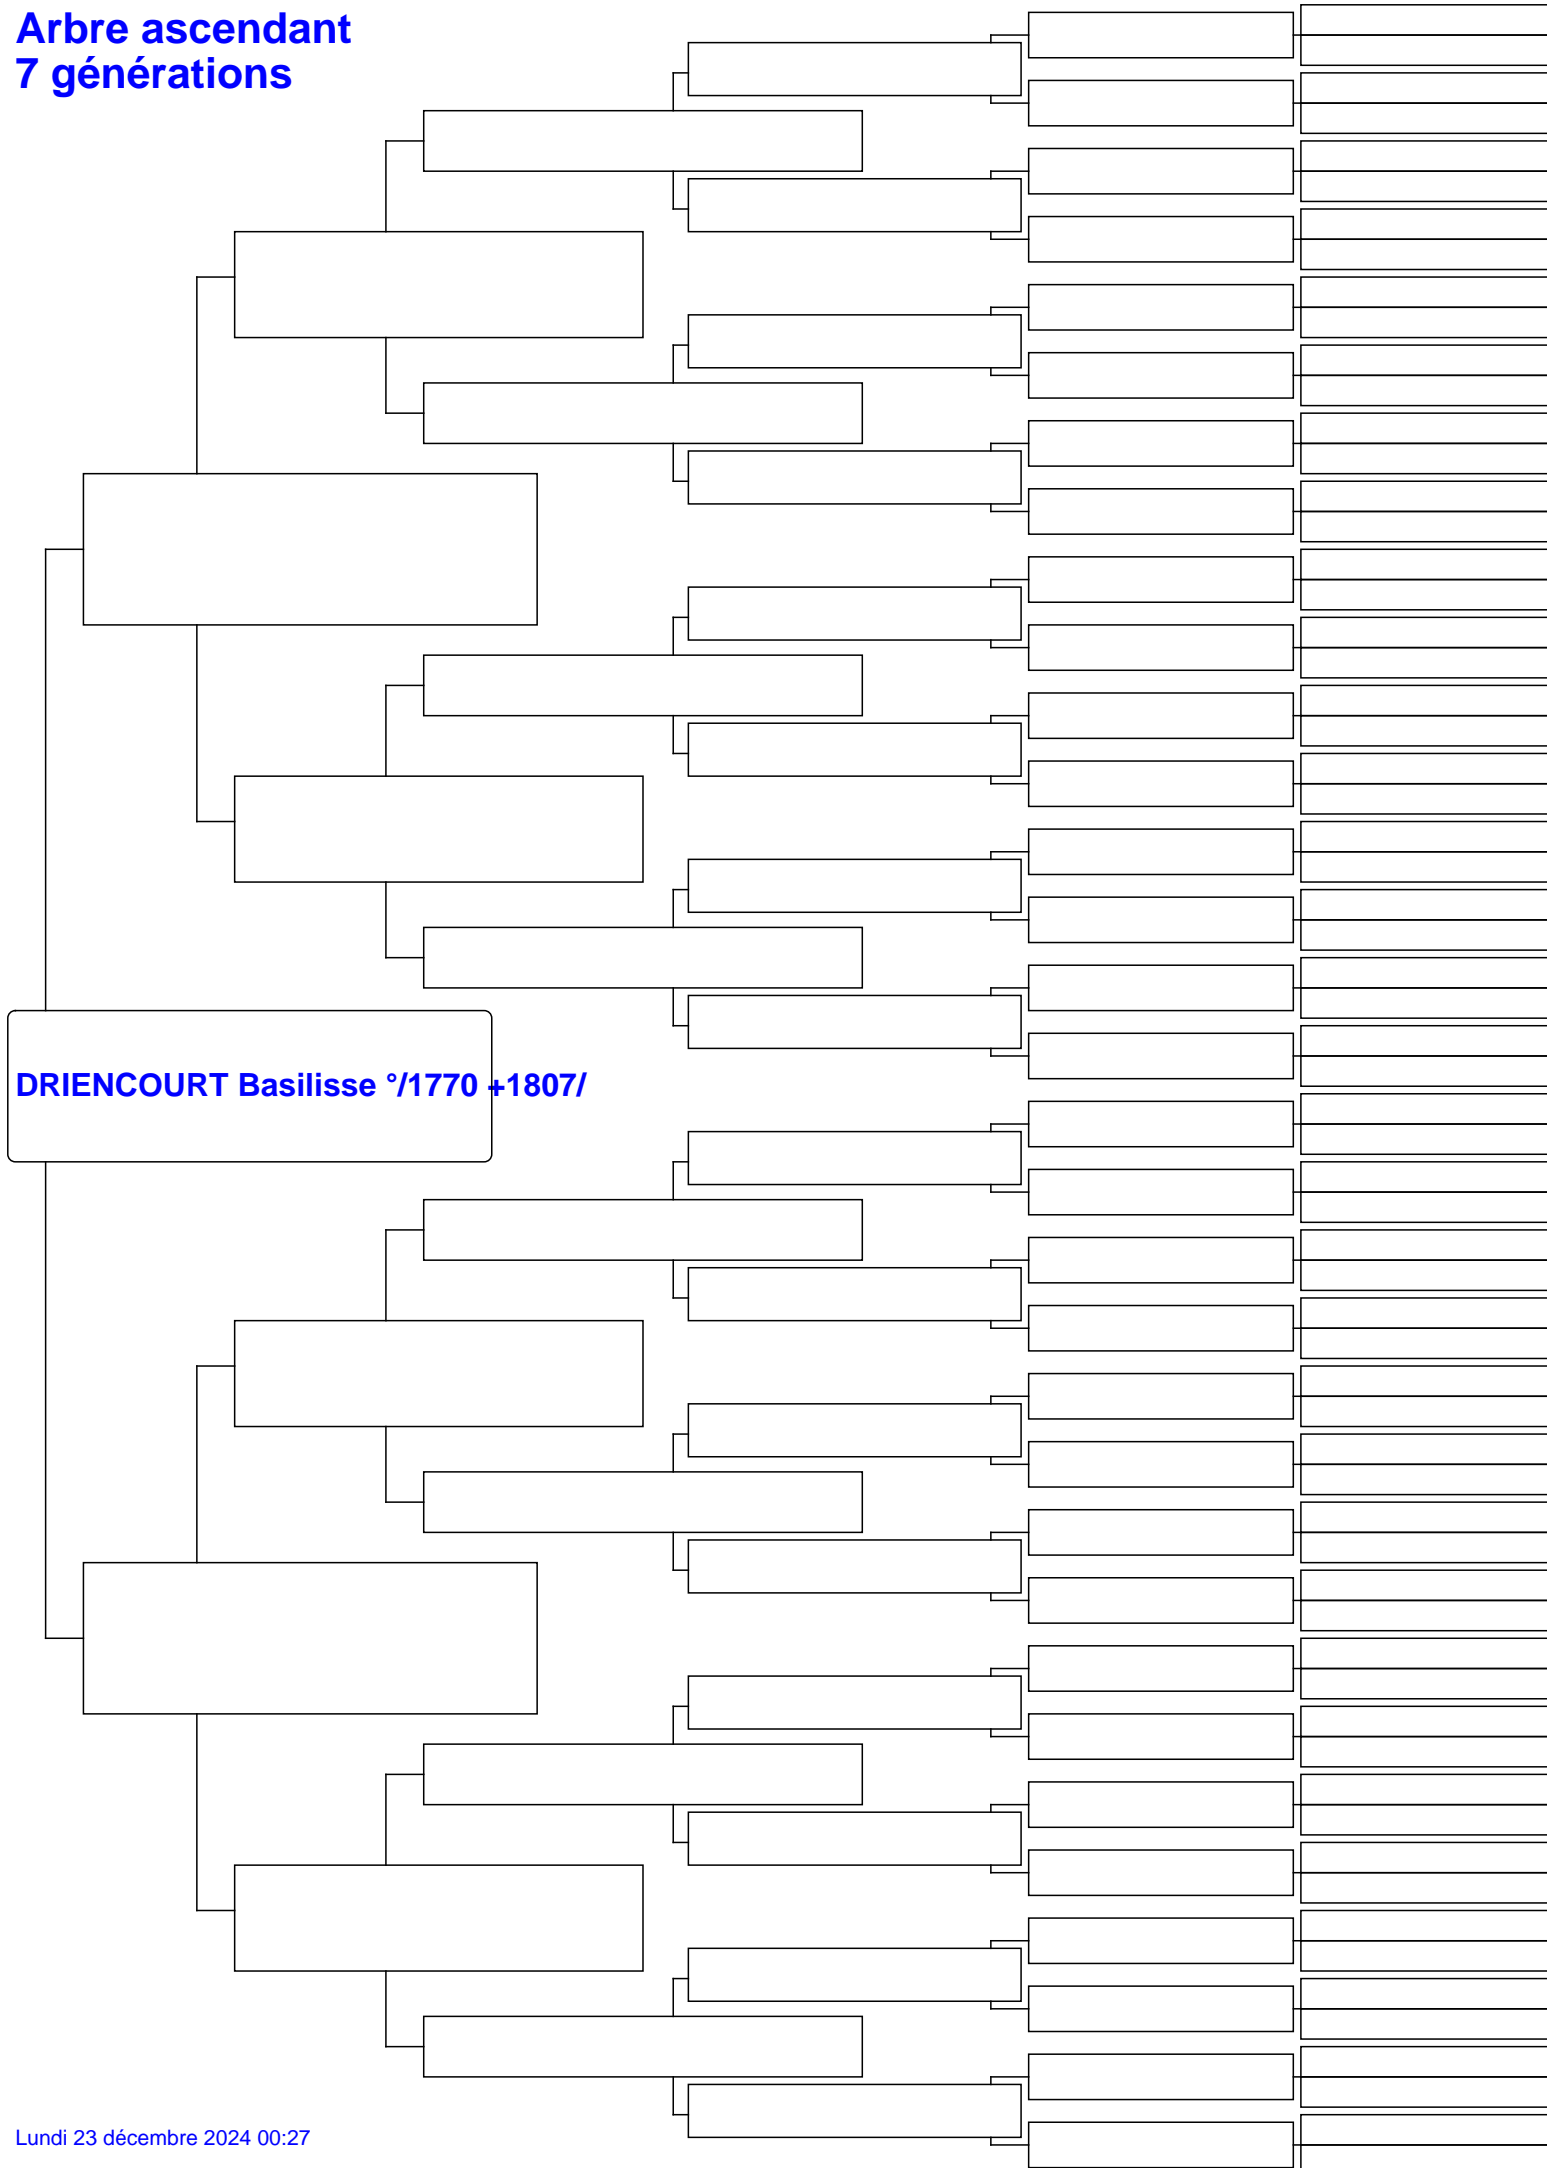 Arbre ascendant
7 générations
DRIENCOURT Basilisse °/1770 +1807/
Lundi 23 décembre 2024 00:27